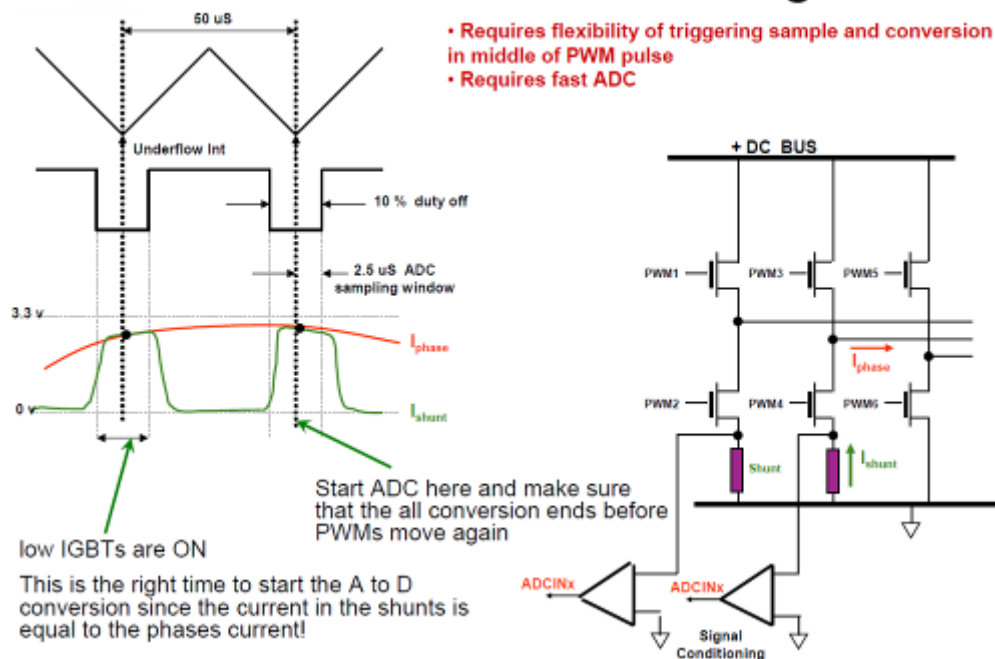 50 uS
• Requires flexibility of triggering sample and conversion
in middle of PWM pulse
• Requires fast ADC
Underflow Int
+ DC BUS
10 % duty off
2.5 uS ADC
sampling window
PWM1
PWM3
PWM5
3.3 v
Iphase
Iphase
0 v
Ishunt
PWM2
PWM4
PWM6
Shunt
Ishunt
Start ADC here and make sure
that the all conversion ends before
PWMs move again
low IGBTs are ON
This is the right time to start the A to D
conversion since the current in the shunts is
equal to the phases current!
ADCINx
ADCINx
Signal
Conditioning